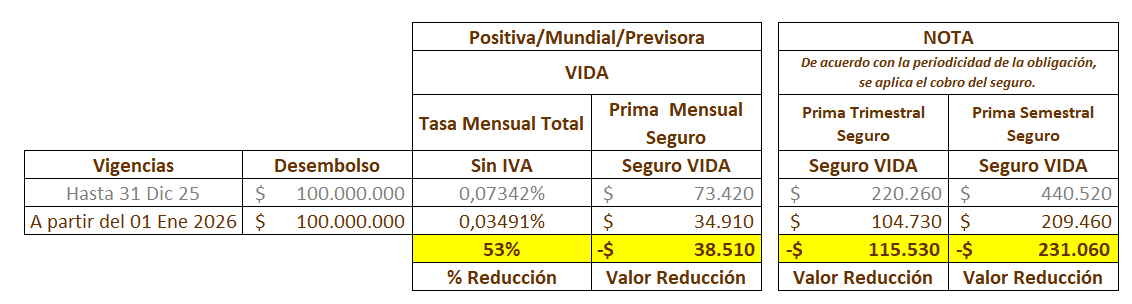 Positiva/Mundial/Previsora
NOTA
VIDA
De acuerdo con la periodicidad de la obligación,
se aplica el cobro del seguro.
Tasa Mensual Total
Prima  Mensual
Seguro
Prima Trimestral
Seguro
Prima Semestral
Seguro
Vigencias Desembolso Sin IVA Seguro VIDA Seguro VIDA Seguro VIDA
Hasta 31 Dic 25 $ 100.000.000 0,07342% $ 73.420 $ 220.260 $ 440.520
A partir del 01 Ene 2026 $ 100.000.000 0,03491% $ 34.910 $ 104.730 $ 209.460
53% -$ 38.510 -$ 115.530 -$ 231.060
% Reducción Valor Reducción Valor Reducción Valor Reducción